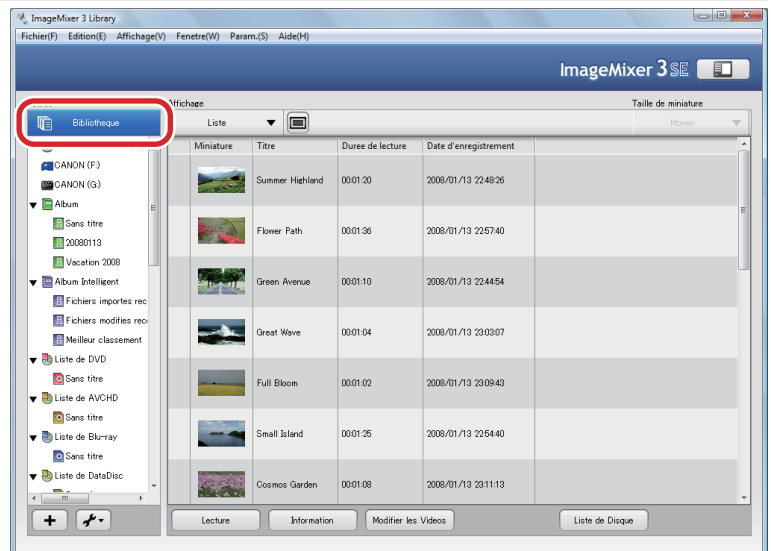 ImageMixer 3 Library
Fichier(F) Edition(E) Affichage(V) Fenetre(W) Param.(S) Aide(H)
ImageMixer 3 SE
Affichage Taille de miniature
Bibliotheque Liste Moyen
Miniature Titre Duree de lecture Date d'enregistrement
CANON (F:)
CANON (G:)
Album
Sans titre
20080113
Vacation 2008
Album Intelligent
Fichiers importes rec
Fichiers modifies rec
Meilleur classement
Liste de DVD
Sans titre
Liste de AVCHD
Sans titre
Liste de Blu-ray
Sans titre
Liste de DataDisc
Summer Highland 00:01:20 2008/01/13 22:48:26
Flower Path 00:01:36 2008/01/13 22:57:40
Green Avenue 00:01:10 2008/01/13 22:44:54
Great Wave 00:01:04 2008/01/13 23:03:07
Full Bloom 00:01:02 2008/01/13 23:09:43
Small Island 00:01:25 2008/01/13 22:54:40
Cosmos Garden 00:01:08 2008/01/13 23:11:13
Lecture Information Modifier les Videos Liste de Disque